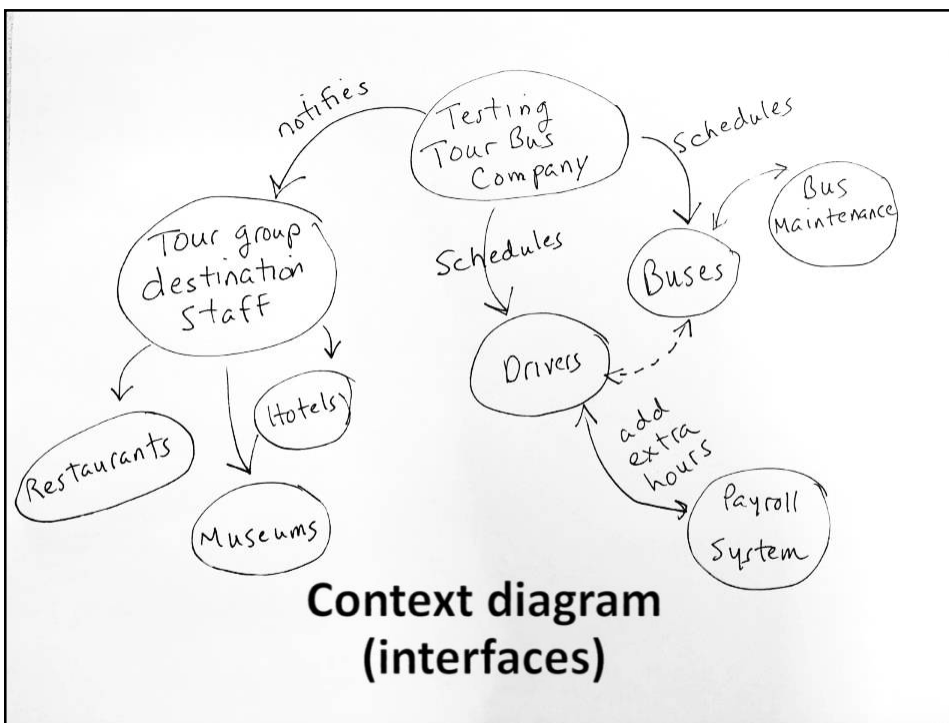 notifies
Testing
Tour Bus
Company
Schedules
Bus
Maintenance
Tour group
destination
staff
Schedules
Buses
Drivers
Hotels
Restaurants
add
extra
hours
Museums
Payroll
System
Context diagram
(interfaces)